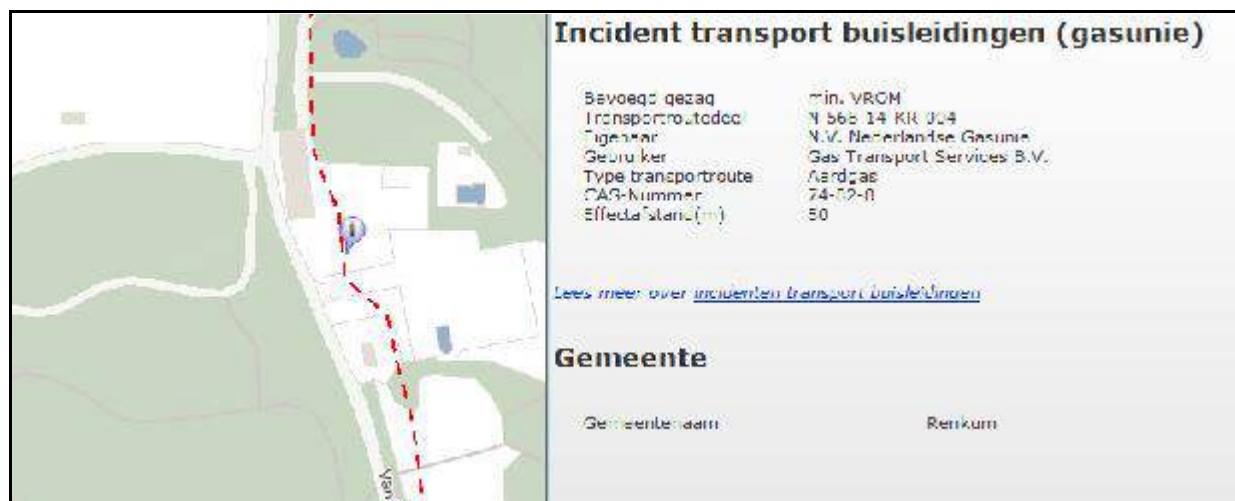 Incident transport buisleidingen (gasunie)
Bevoegd gezag min. VROM
Transportroutedeel N-568-14-KR-004
Eigenaar N.V. Nederlandse Gasunie
Gebruiker Gas Transport Services B.V.
Type transportroute Aardgas
CAS-Nummer 74-82-8
Effectafstand(m) 50
Lees meer over incidenten transport buisleidingen
Gemeente
Gemeentenaam Renkum
Van